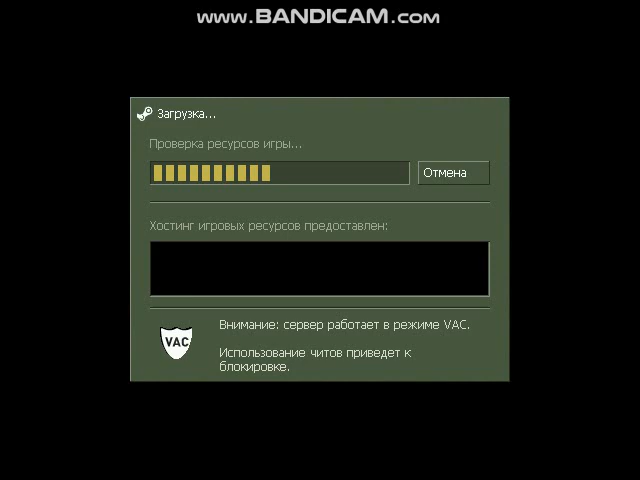 www.BANDICAM.com
Загрузка...
Проверка ресурсов игры...
Отмена
Хостинг игровых ресурсов предоставлен:
VAC
Внимание: сервер работает в режиме VAC.
Использование читов приведет к
блокировке.